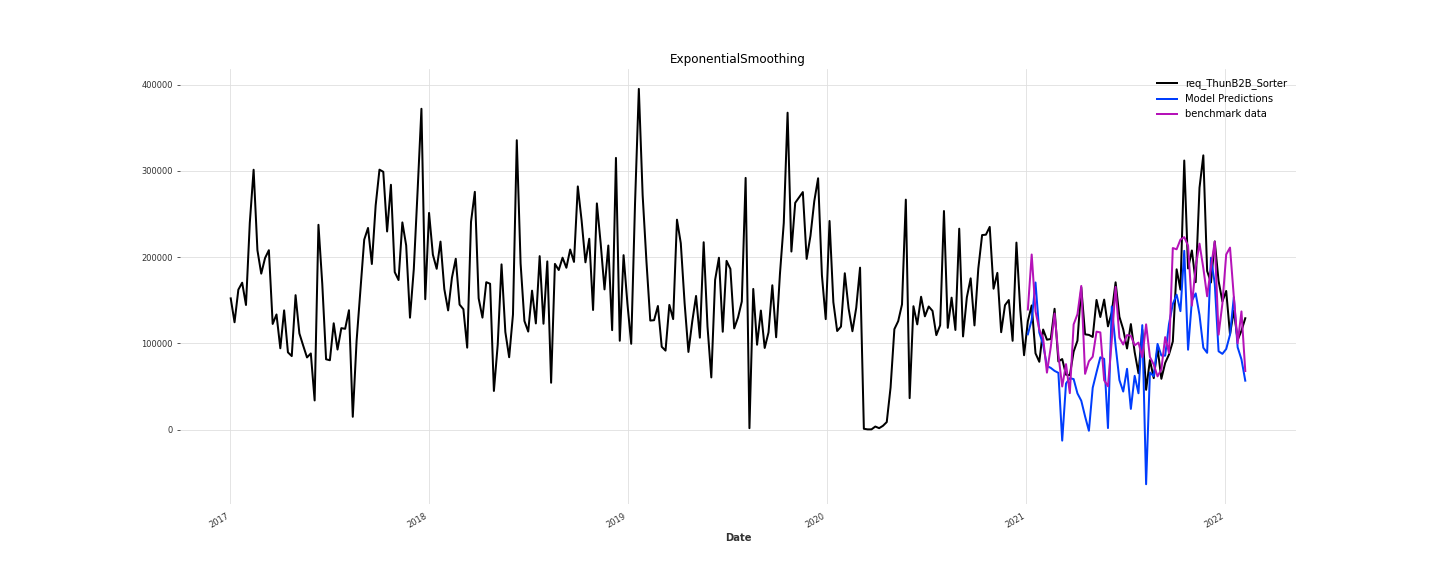 ExponentialSmoothing
req_ThunB2B_Sorter
Model Predictions
benchmark data
400000
300000
200000
100000
0
2017
2018
2019
2020
2021
2022
Date